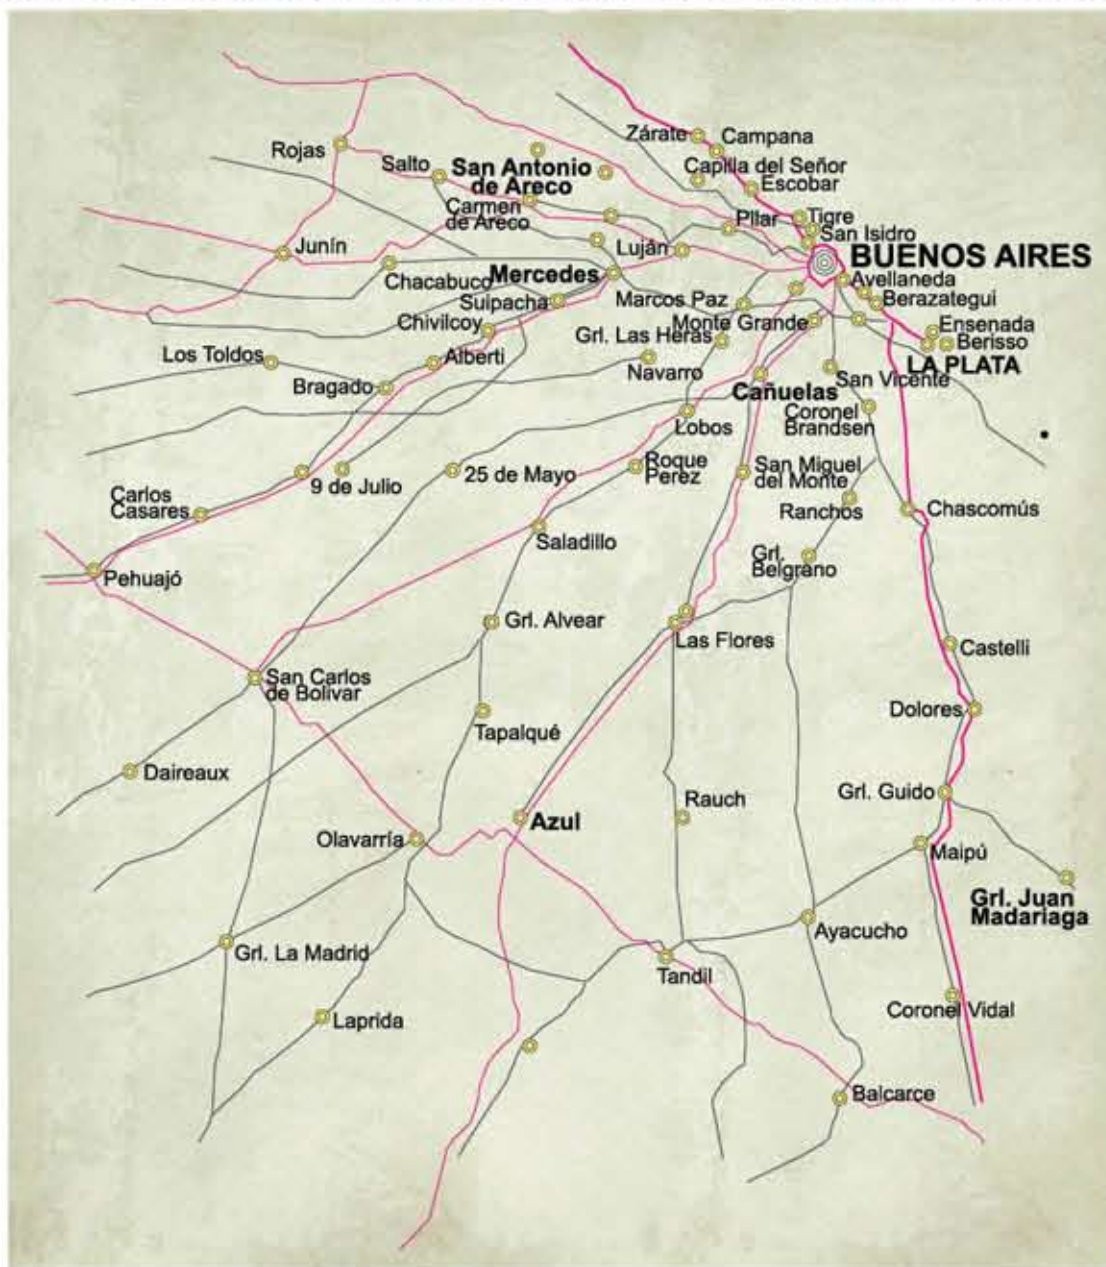 Zárate
Campana
Rojas
Salto
San Antonio
de Areco
Capilla del Señor
Escobar
Carmen
de Areco
Pilar
Tigre
San Isidro
Junín
Luján
BUENOS AIRES
Chacabuco
Mercedes
Avellaneda
Suipacha
Marcos Paz
Berazategui
Chivilcoy
Monte Grande
Ensenada
Grl. Las Heras
Berisso
Los Toldos
Alberti
LA PLATA
Navarro
San Vicente
Bragado
Cañuelas
Coronel
Brandsen
Lobos
9 de Julio
25 de Mayo
Roque
Perez
San Miguel
del Monte
Carlos
Casares
Ranchos
Chascomús
Saladillo
Grl.
Belgrano
Pehuajó
Grl. Alvear
Las Flores
Castelli
San Carlos
de Bolivar
Dolores
Tapalqué
Daireaux
Grl. Guido
Rauch
Azul
Olavarría
Maipú
Grl. Juan
Madariaga
Ayacucho
Grl. La Madrid
Tandil
Coronel Vidal
Laprida
Balcarce